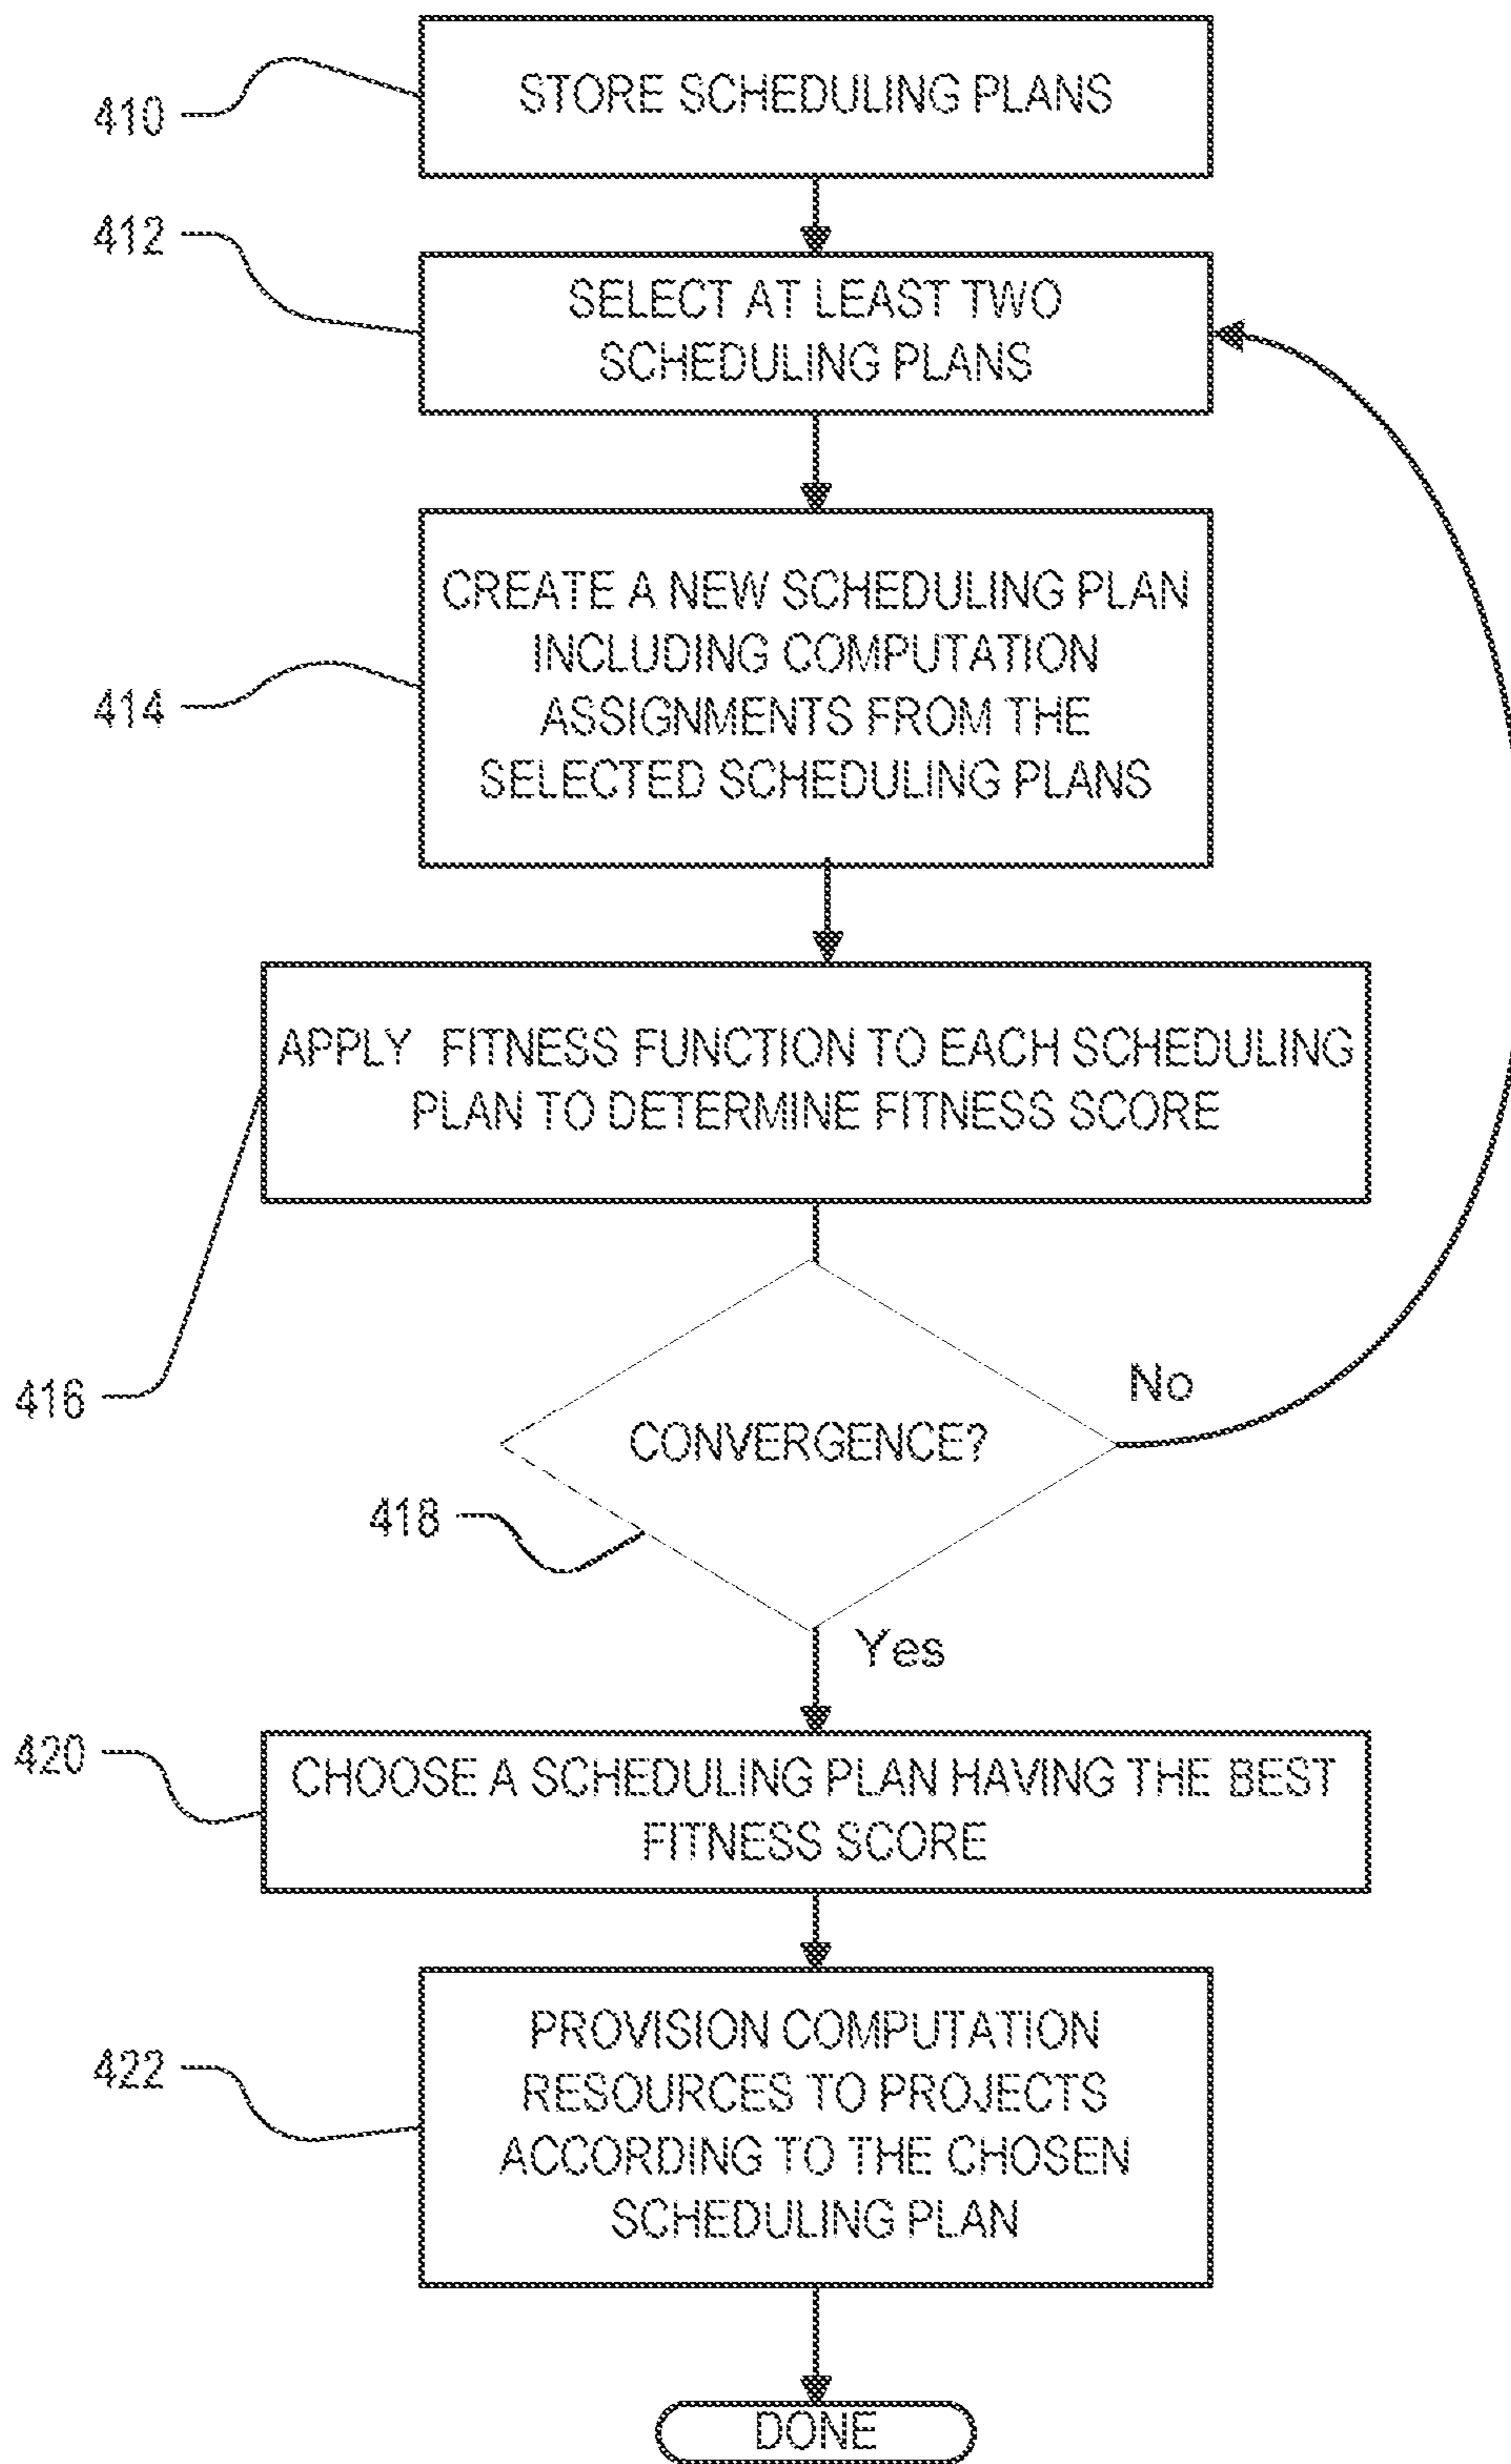 410
STORE SCHEDULING PLANS
412
SELECT AT LEAST TWO
SCHEDULING PLANS
414
CREATE A NEW SCHEDULING PLAN
INCLUDING COMPUTATION
ASSIGNMENTS FROM THE
SELECTED SCHEDULING PLANS
416
APPLY FITNESS FUNCTION TO EACH SCHEDULING
PLAN TO DETERMINE FITNESS SCORE
418
CONVERGENCE?
No
Yes
420
CHOOSE A SCHEDULING PLAN HAVING THE BEST
FITNESS SCORE
422
PROVISION COMPUTATION
RESOURCES TO PROJECTS
ACCORDING TO THE CHOSEN
SCHEDULING PLAN
DONE